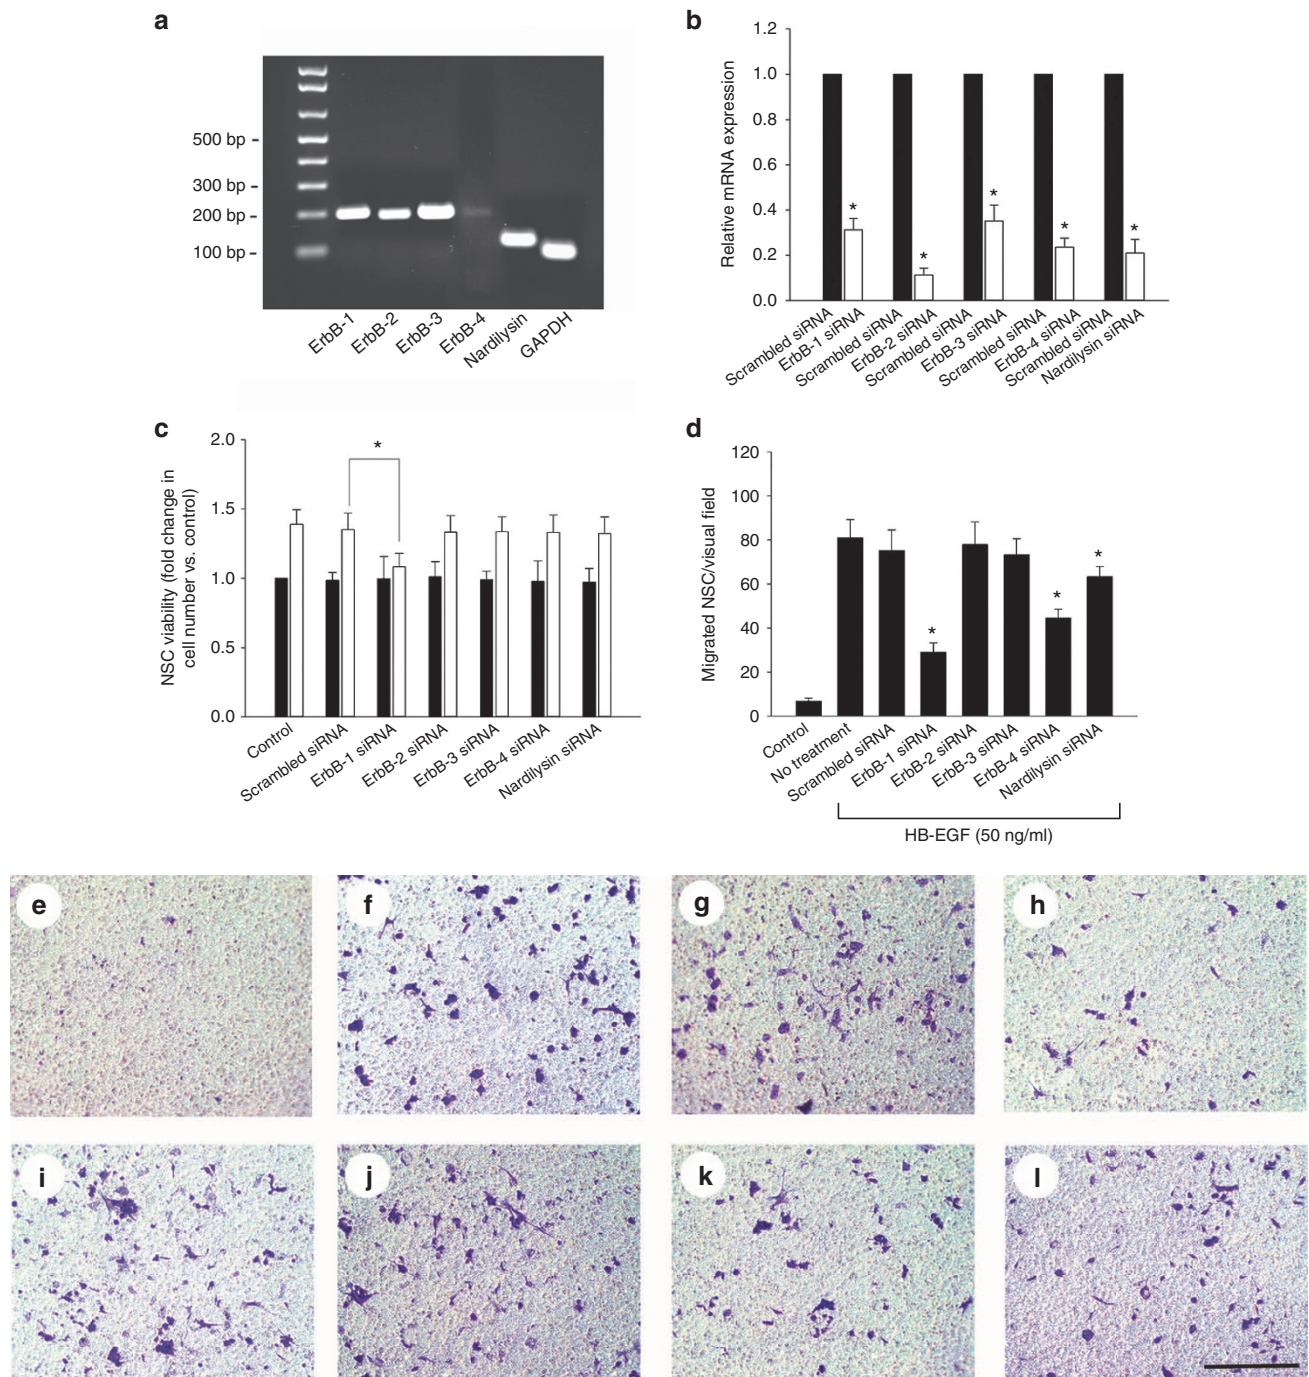 a
500 bp -
300 bp -
200 bp -
100 bp -
ErbB-1
ErbB-2
ErbB-3
ErbB-4
Nardilysin
GAPDH
b
Relative mRNA expression
1.2
1.0
0.8
0.6
0.4
0.2
0.0
*
*
*
*
*
Scrambled siRNA
ErbB-1 siRNA
Scrambled siRNA
ErbB-2 siRNA
Scrambled siRNA
ErbB-3 siRNA
Scrambled siRNA
ErbB-4 siRNA
Scrambled siRNA
Nardilysin siRNA
c
NSC viability (fold change in
cell number vs. control)
2.0
1.5
1.0
0.5
0.0
*
Control
Scrambled siRNA
ErbB-1 siRNA
ErbB-2 siRNA
ErbB-3 siRNA
ErbB-4 siRNA
Nardilysin siRNA
d
Migrated NSC/visual field
120
100
80
60
40
20
0
*
*
*
Control
No treatment
Scrambled siRNA
ErbB-1 siRNA
ErbB-2 siRNA
ErbB-3 siRNA
ErbB-4 siRNA
Nardilysin siRNA
HB-EGF (50 ng/ml)
e
f
g
h
i
j
k
l